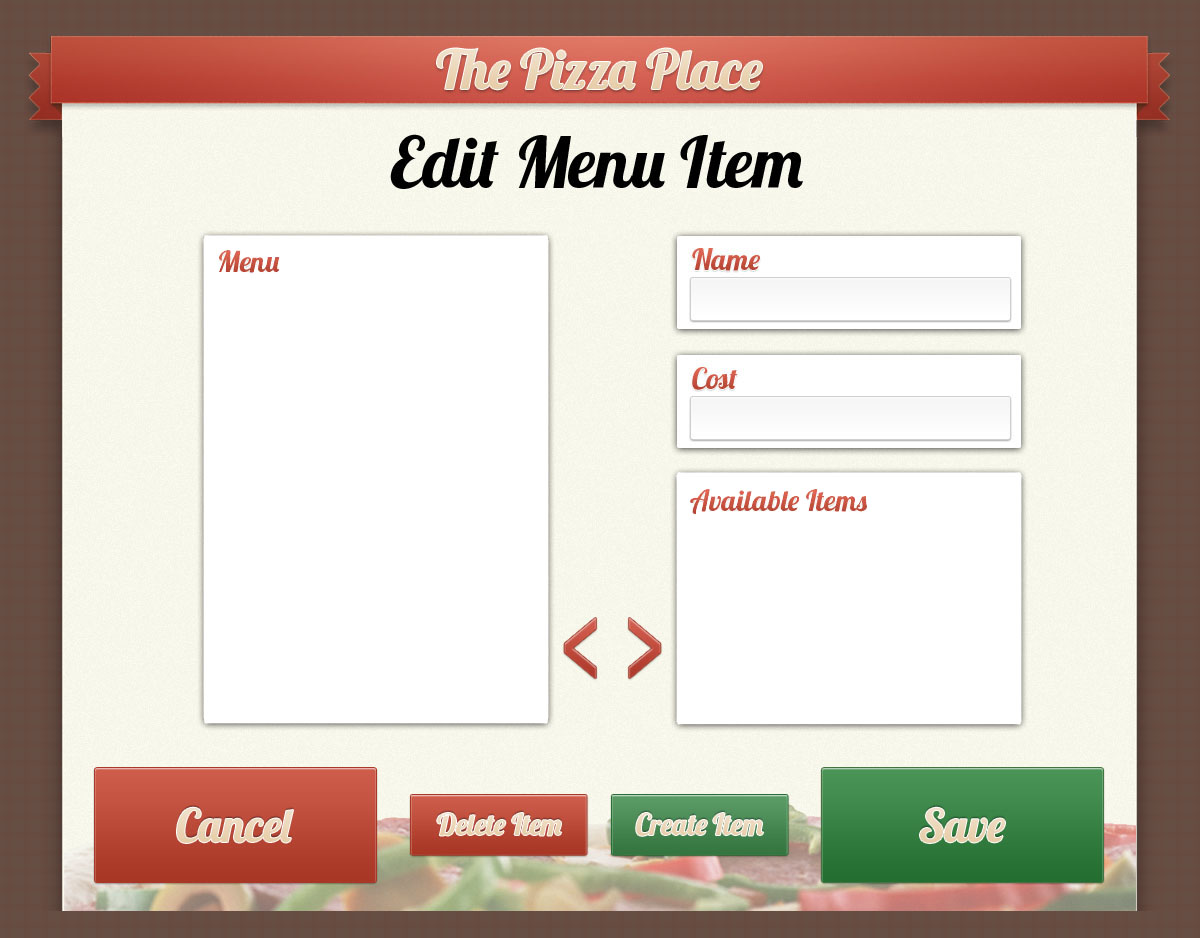 The Pizza Place
Edit Menu Item
Menu
Name
Cost
Available Items
< >
Cancel
Delete Item
Create Item
Save